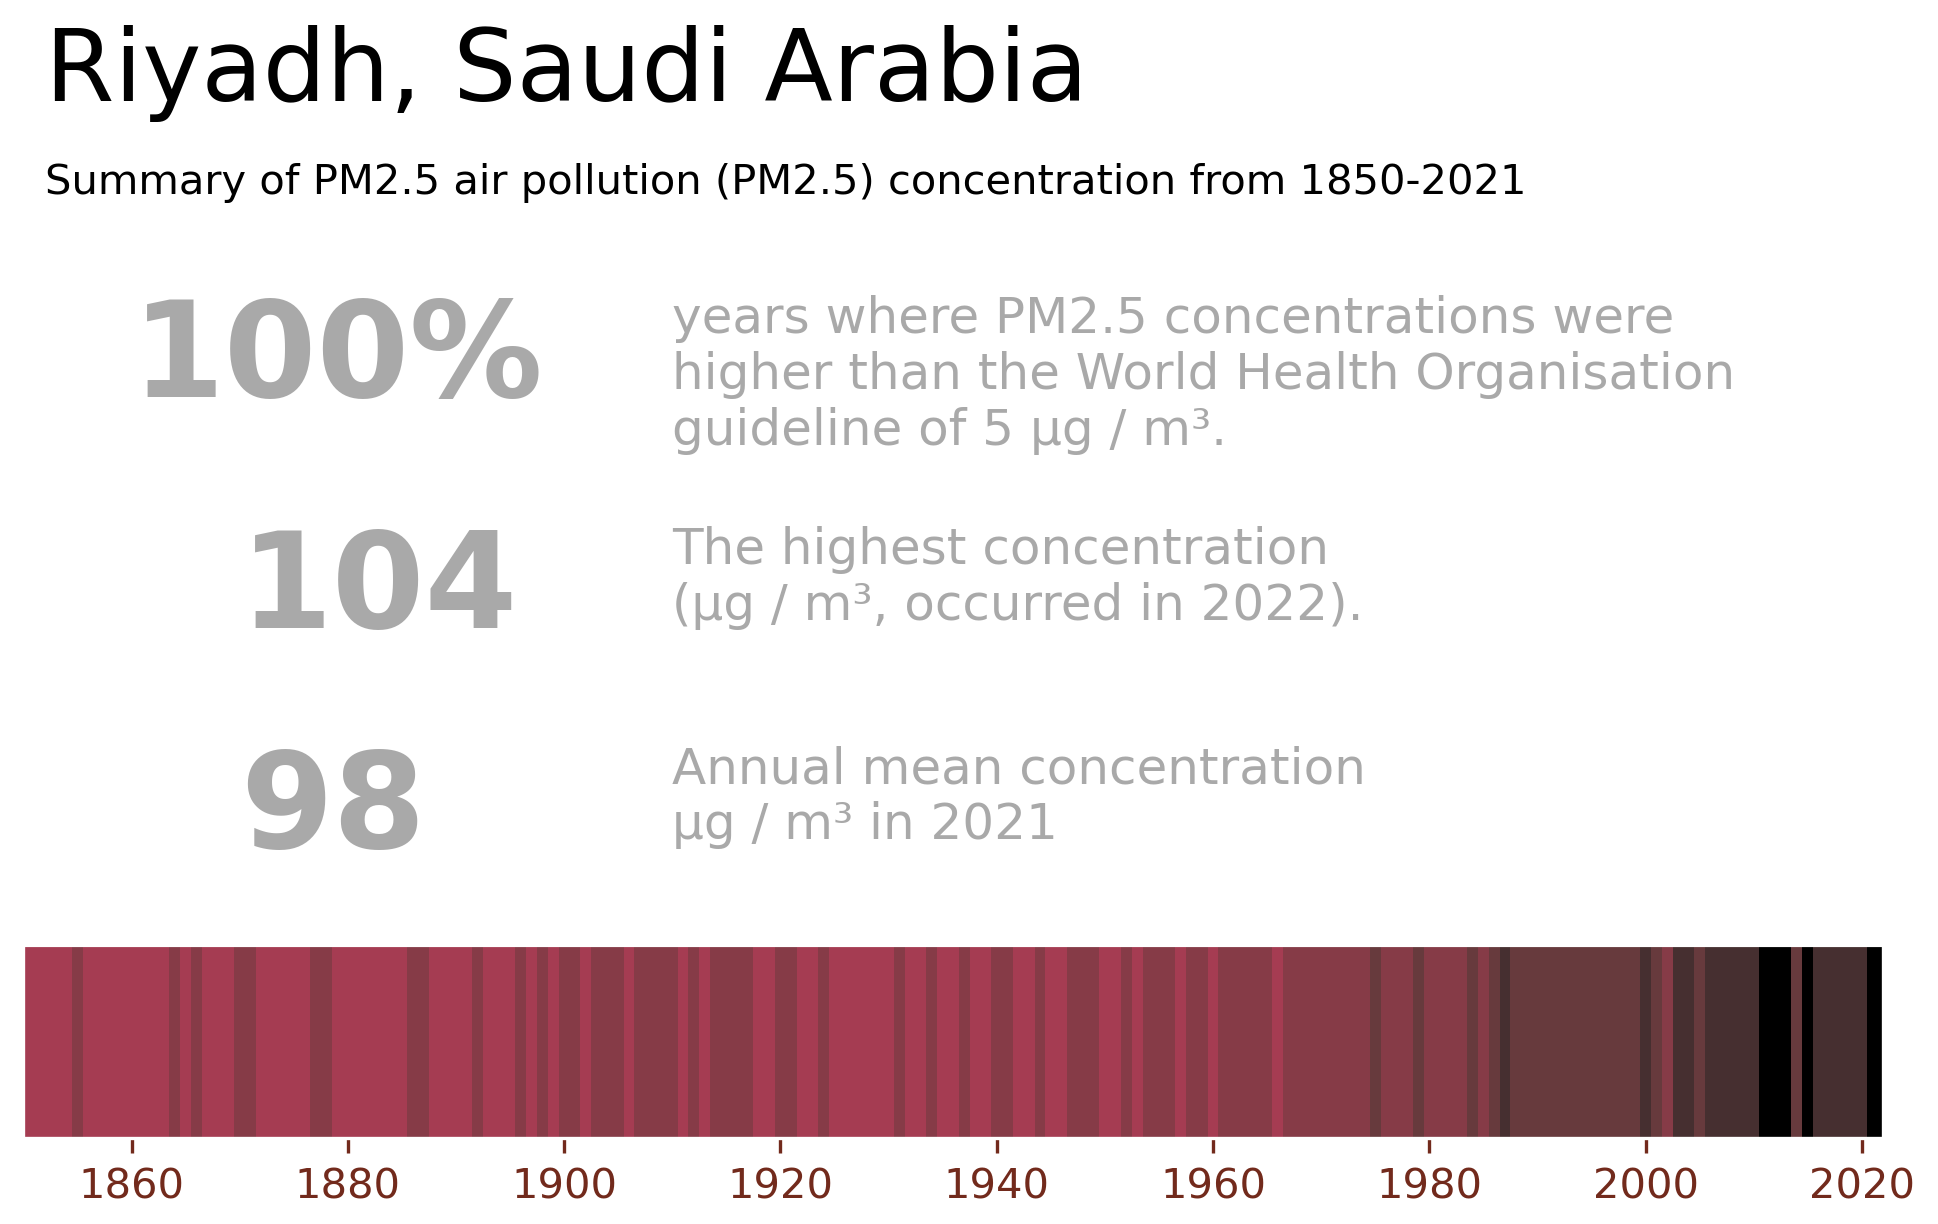 Riyadh, Saudi Arabia
Summary of PM2.5 air pollution (PM2.5) concentration from 1850-2021
100%
years where PM2.5 concentrations were
higher than the World Health Organisation
guideline of 5 µg / m³.
104
The highest concentration
(µg / m³, occurred in 2022).
98
Annual mean concentration
µg / m³ in 2021
1860 1880 1900 1920 1940 1960 1980 2000 2020